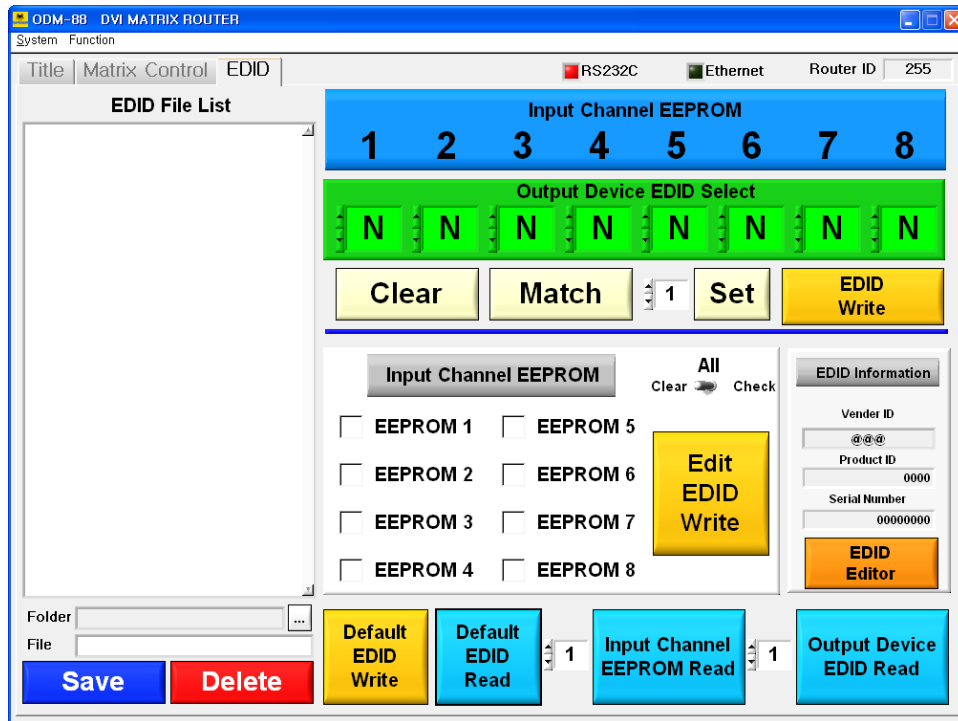 ODM-88 DVI MATRIX ROUTER
System Function
Title Matrix Control EDID
RS232C Ethernet Router ID 255
EDID File List
Input Channel EEPROM
1 2 3 4 5 6 7 8
Output Device EDID Select
N N N N N N N N
Clear Match 1 Set EDID Write
Input Channel EEPROM
All
Clear Check
EEPROM 1 EEPROM 5
EEPROM 2 EEPROM 6
EEPROM 3 EEPROM 7
EEPROM 4 EEPROM 8
Edit
EDID
Write
EDID Information
Vender ID
@@@
Product ID
0000
Serial Number
00000000
EDID
Editor
Folder ...
File
Save Delete
Default
EDID
Write
Default
EDID
Read
1
Input Channel
EEPROM Read
1
Output Device
EDID Read